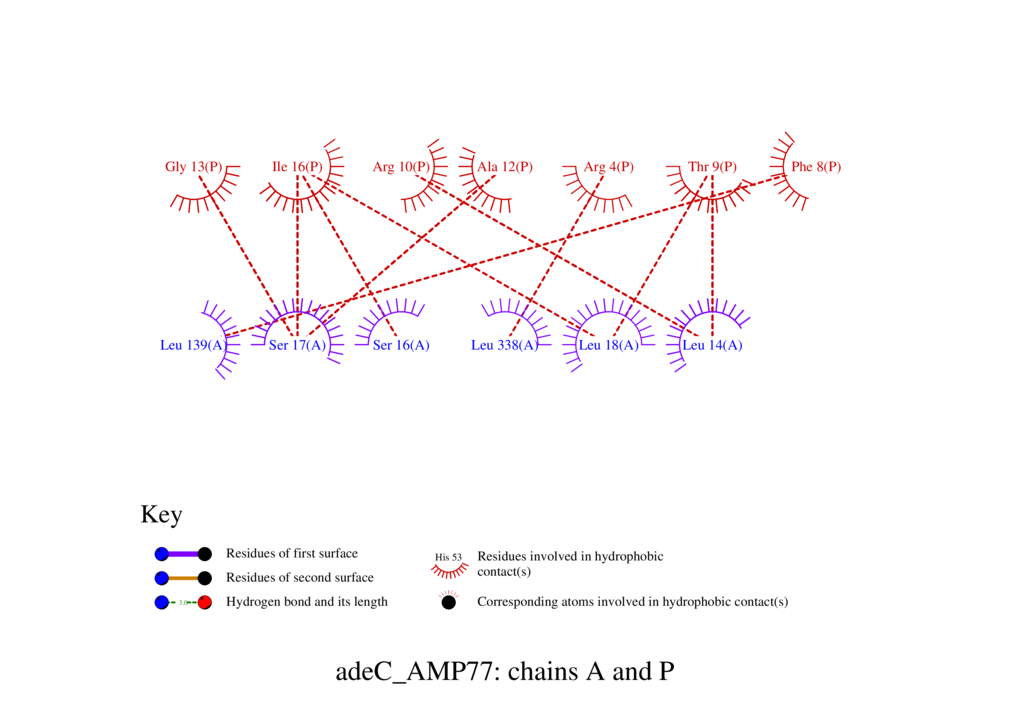 Gly 13(P) Ile 16(P) Arg 10(P) Ala 12(P) Arg 4(P) Thr 9(P) Phe 8(P)
Leu 139(A) Ser 17(A) Ser 16(A) Leu 338(A) Leu 18(A) Leu 14(A)
Key
Residues of first surface
Residues of second surface
3.0
Hydrogen bond and its length
His 53
Residues involved in hydrophobic
contact(s)
Corresponding atoms involved in hydrophobic contact(s)
adeC_AMP77: chains A and P